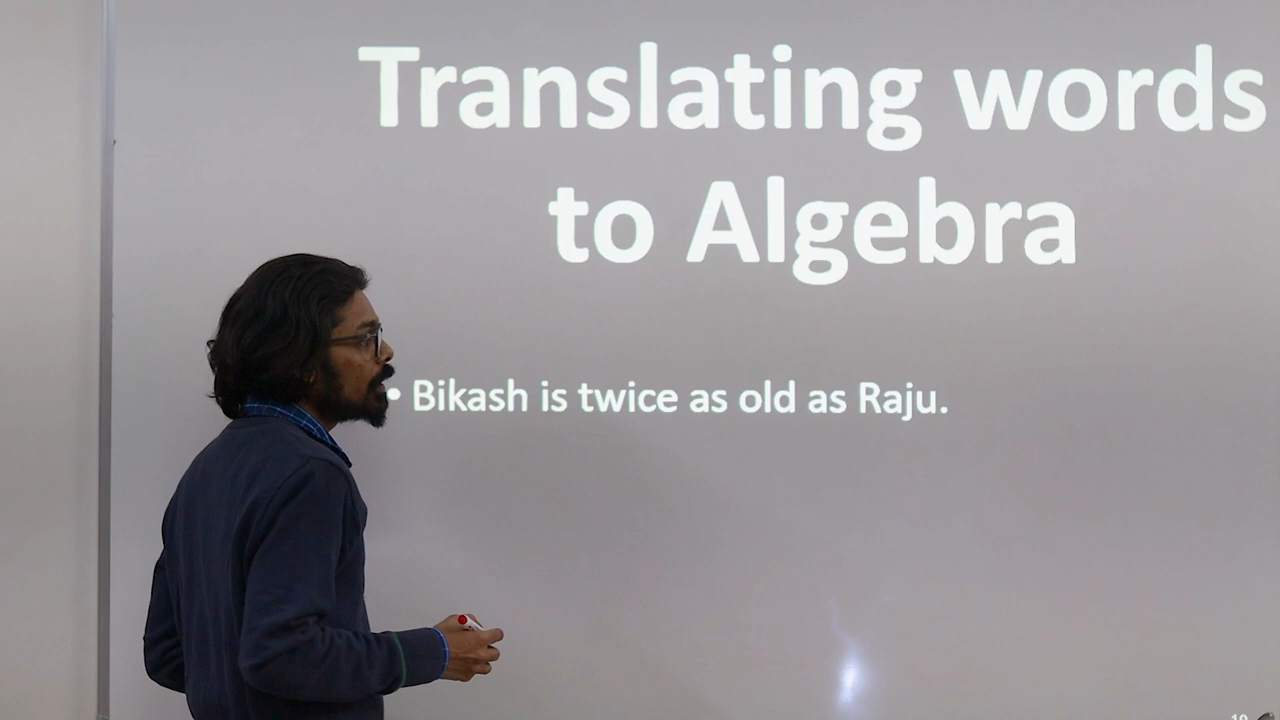 Translating words
to Algebra
• Bikash is twice as old as Raju.